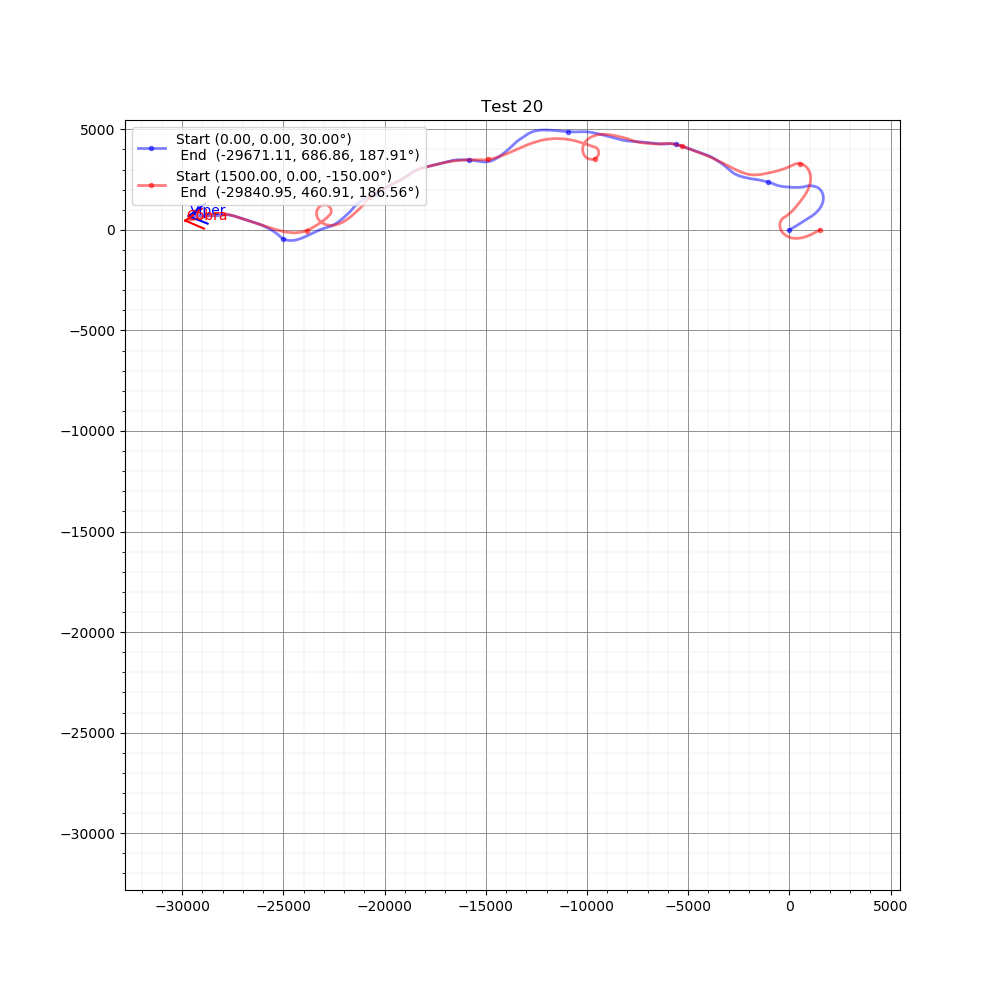 Test 20
Start (0.00, 0.00, 30.00°)
End (-29671.11, 686.86, 187.91°)
Start (1500.00, 0.00, -150.00°)
End (-29840.95, 460.91, 186.56°)
Viper
Cobra
5000
0
−5000
−10000
−15000
−20000
−25000
−30000
−30000 −25000 −20000 −15000 −10000 −5000 0 5000